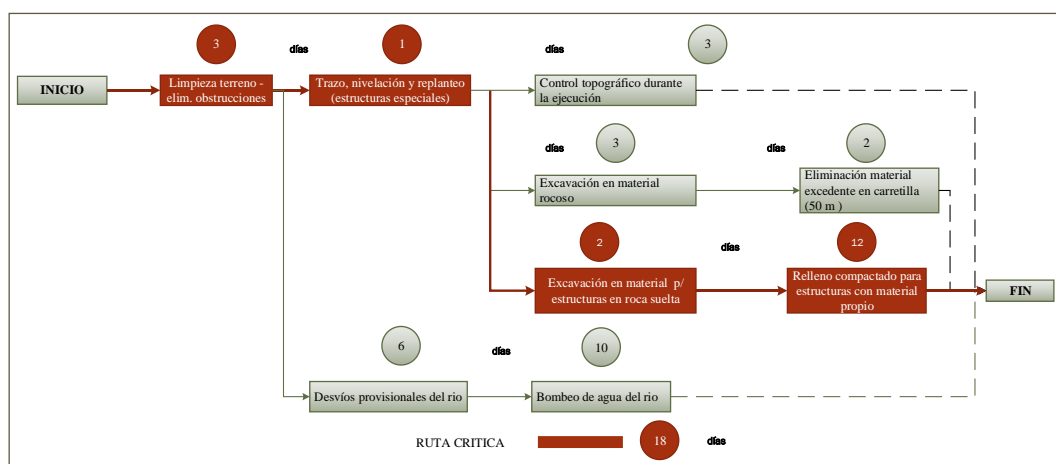 3
días
1
días
3
INICIO
Limpieza terreno -
elim. obstrucciones
Trazo, nivelación y replanteo
(estructuras especiales)
Control topográfico durante
la ejecución
días
3
días
2
Excavación en material
rocoso
Eliminación material
excedente en carretilla
(50 m )
2
días
12
Excavación en material p/
estructuras en roca suelta
Relleno compactado para
estructuras con material
propio
FIN
6
días
10
Desvíos provisionales del rio
Bombeo de agua del rio
RUTA CRITICA
18
días